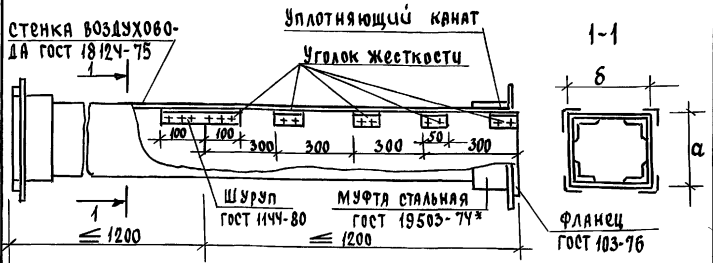 СТЕНКА ВОЗДУХОВО-
ДА ГОСТ 18124-75
УПЛОТНЯЮЩИЙ КАНАТ
УГОЛОК ЖЕСТКОСТИ
1-1
1
б
а
100
100
50
300
300
300
300
ШУРУП
ГОСТ 1144-80
МУФТА СТАЛЬНАЯ
ГОСТ 19503-74*
ФЛАНЕЦ
ГОСТ 103-76
1
≤ 1200
≤ 1200